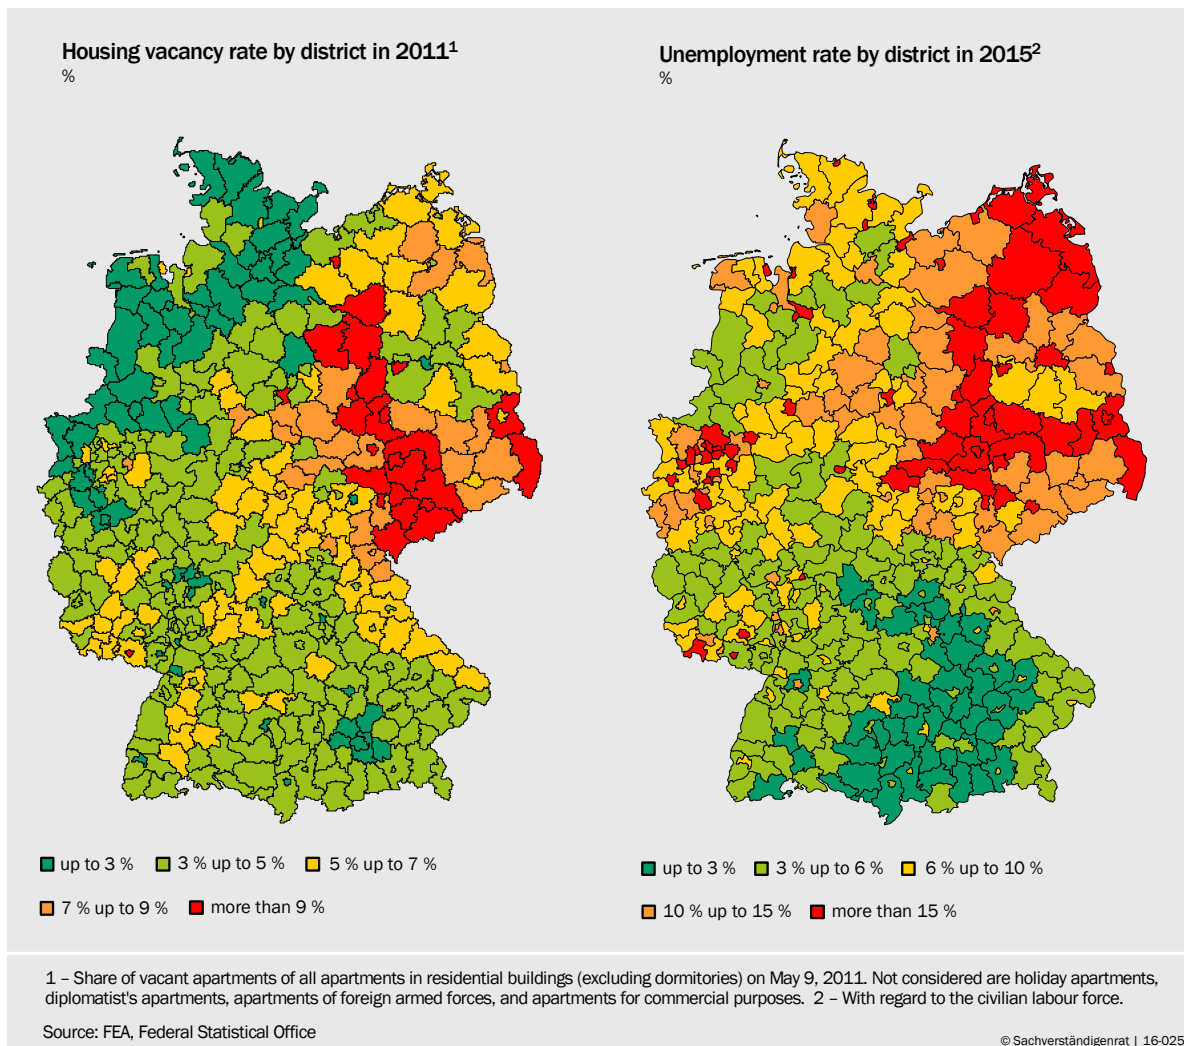 Housing vacancy rate by district in 2011¹
%
Unemployment rate by district in 2015²
%
up to 3 % 3 % up to 5 % 5 % up to 7 %
7 % up to 9 % more than 9 %
up to 3 % 3 % up to 6 % 6 % up to 10 %
10 % up to 15 % more than 15 %
1 – Share of vacant apartments of all apartments in residential buildings (excluding dormitories) on May 9, 2011. Not considered are holiday apartments,
diplomatist's apartments, apartments of foreign armed forces, and apartments for commercial purposes. 2 – With regard to the civilian labour force.
Source: FEA, Federal Statistical Office
© Sachverständigenrat | 16-025